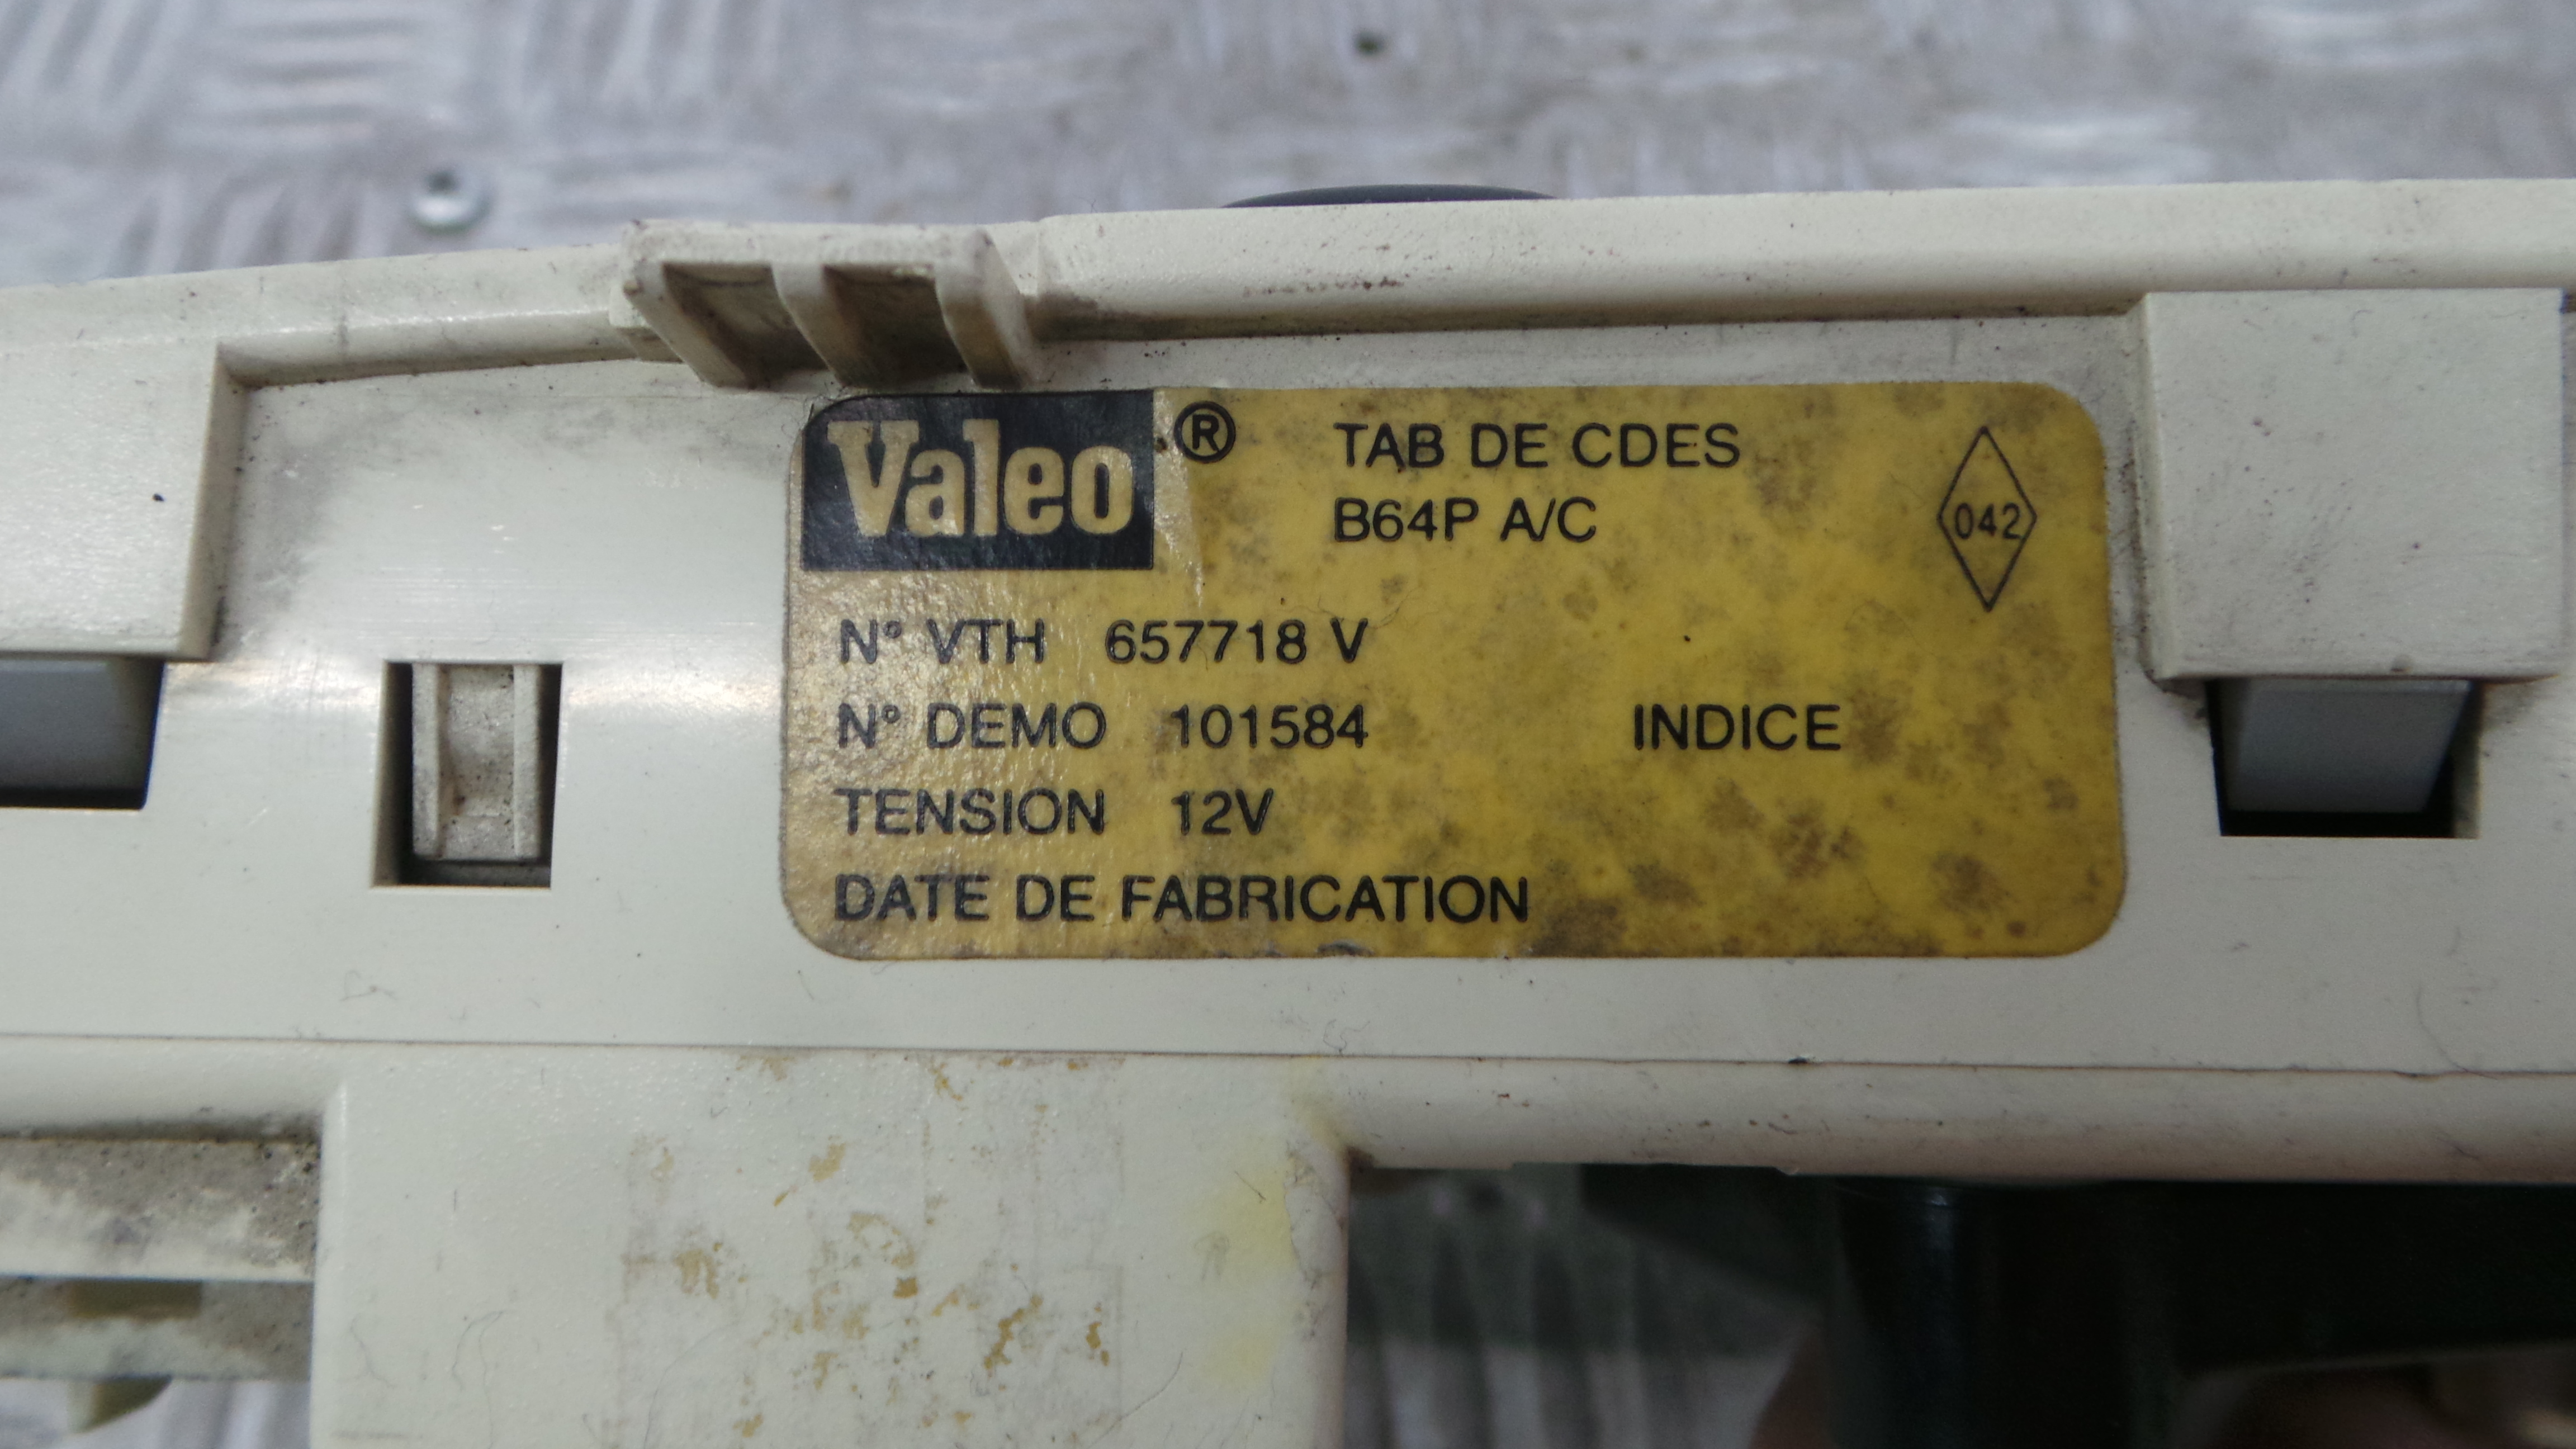 Valeo ® TAB DE CDES
B64P A/C 042
N° VTH 657718 V
N° DEMO 101584 INDICE
TENSION 12V
DATE DE FABRICATION